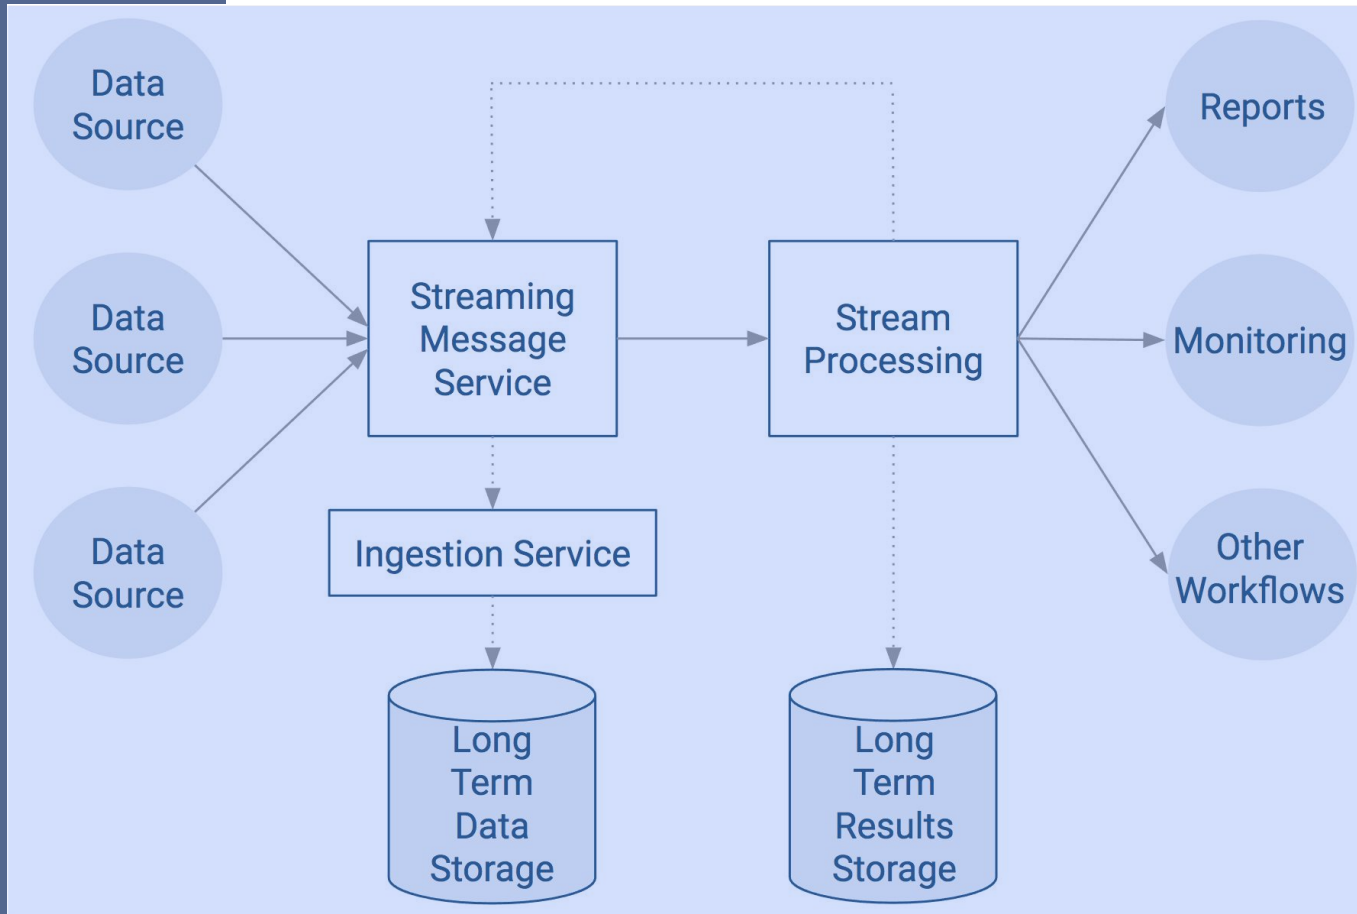 Data
Source
Data
Source
Data
Source
Streaming
Message
Service
Ingestion Service
Long
Term
Data
Storage
Stream
Processing
Long
Term
Results
Storage
Reports
Monitoring
Other
Workflows